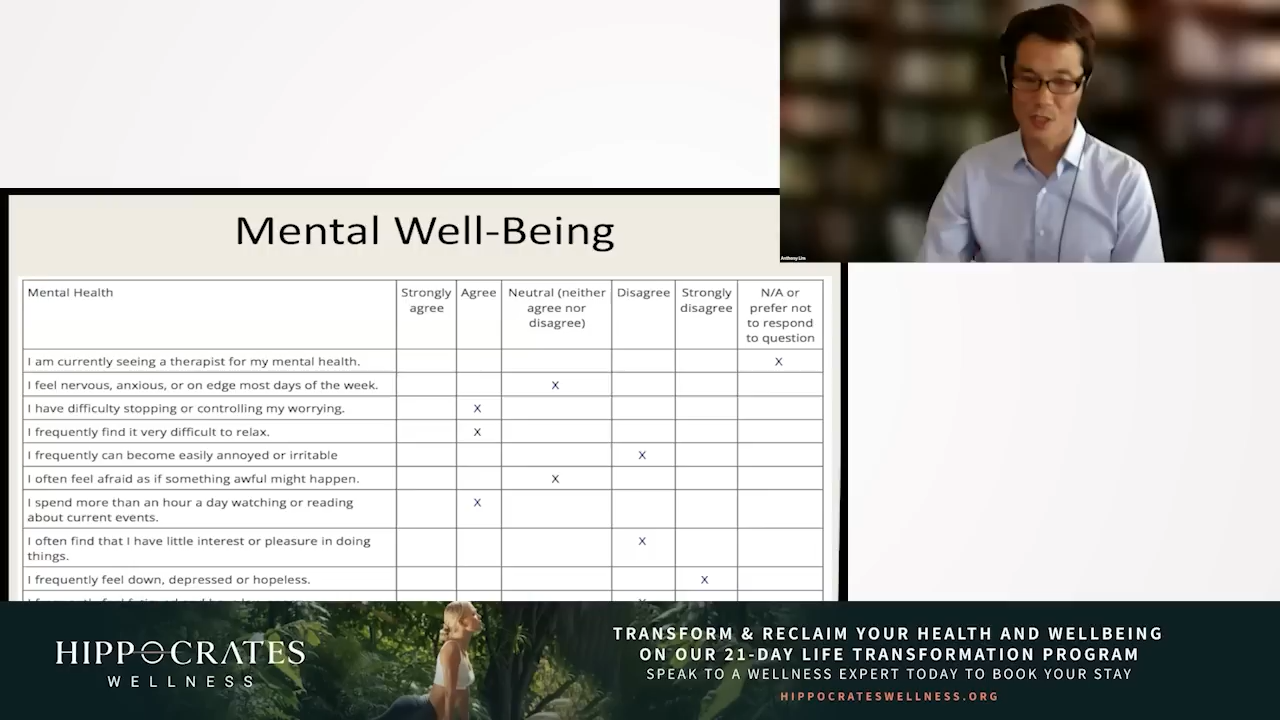 Anthony Lim
Mental Well-Being
Mental Health
Strongly
agree
Agree
Neutral (neither
agree nor
disagree)
Disagree
Strongly
disagree
N/A or
prefer not
to respond
to question
I am currently seeing a therapist for my mental health.
X
I feel nervous, anxious, or on edge most days of the week.
X
I have difficulty stopping or controlling my worrying.
X
I frequently find it very difficult to relax.
X
I frequently can become easily annoyed or irritable
X
I often feel afraid as if something awful might happen.
X
I spend more than an hour a day watching or reading
about current events.
X
I often find that I have little interest or pleasure in doing
things.
X
I frequently feel down, depressed or hopeless.
X
HIPPOCRATES
WELLNESS
TRANSFORM & RECLAIM YOUR HEALTH AND WELLBEING
ON OUR 21-DAY LIFE TRANSFORMATION PROGRAM
SPEAK TO A WELLNESS EXPERT TODAY TO BOOK YOUR STAY
HIPPOCRATESWELLNESS.ORG